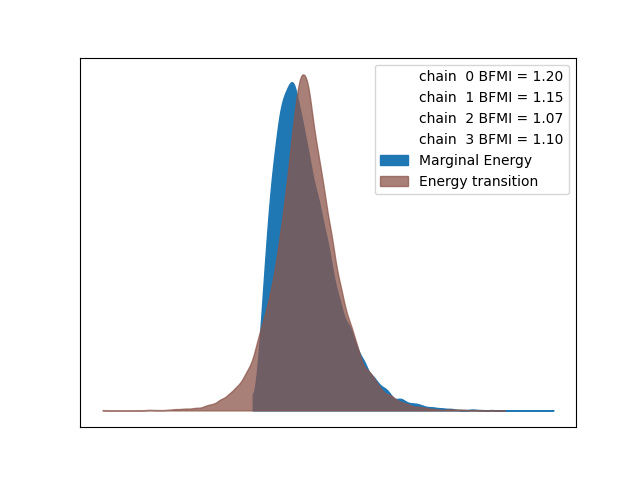 chain  0 BFMI = 1.20
chain  1 BFMI = 1.15
chain  2 BFMI = 1.07
chain  3 BFMI = 1.10
Marginal Energy
Energy transition